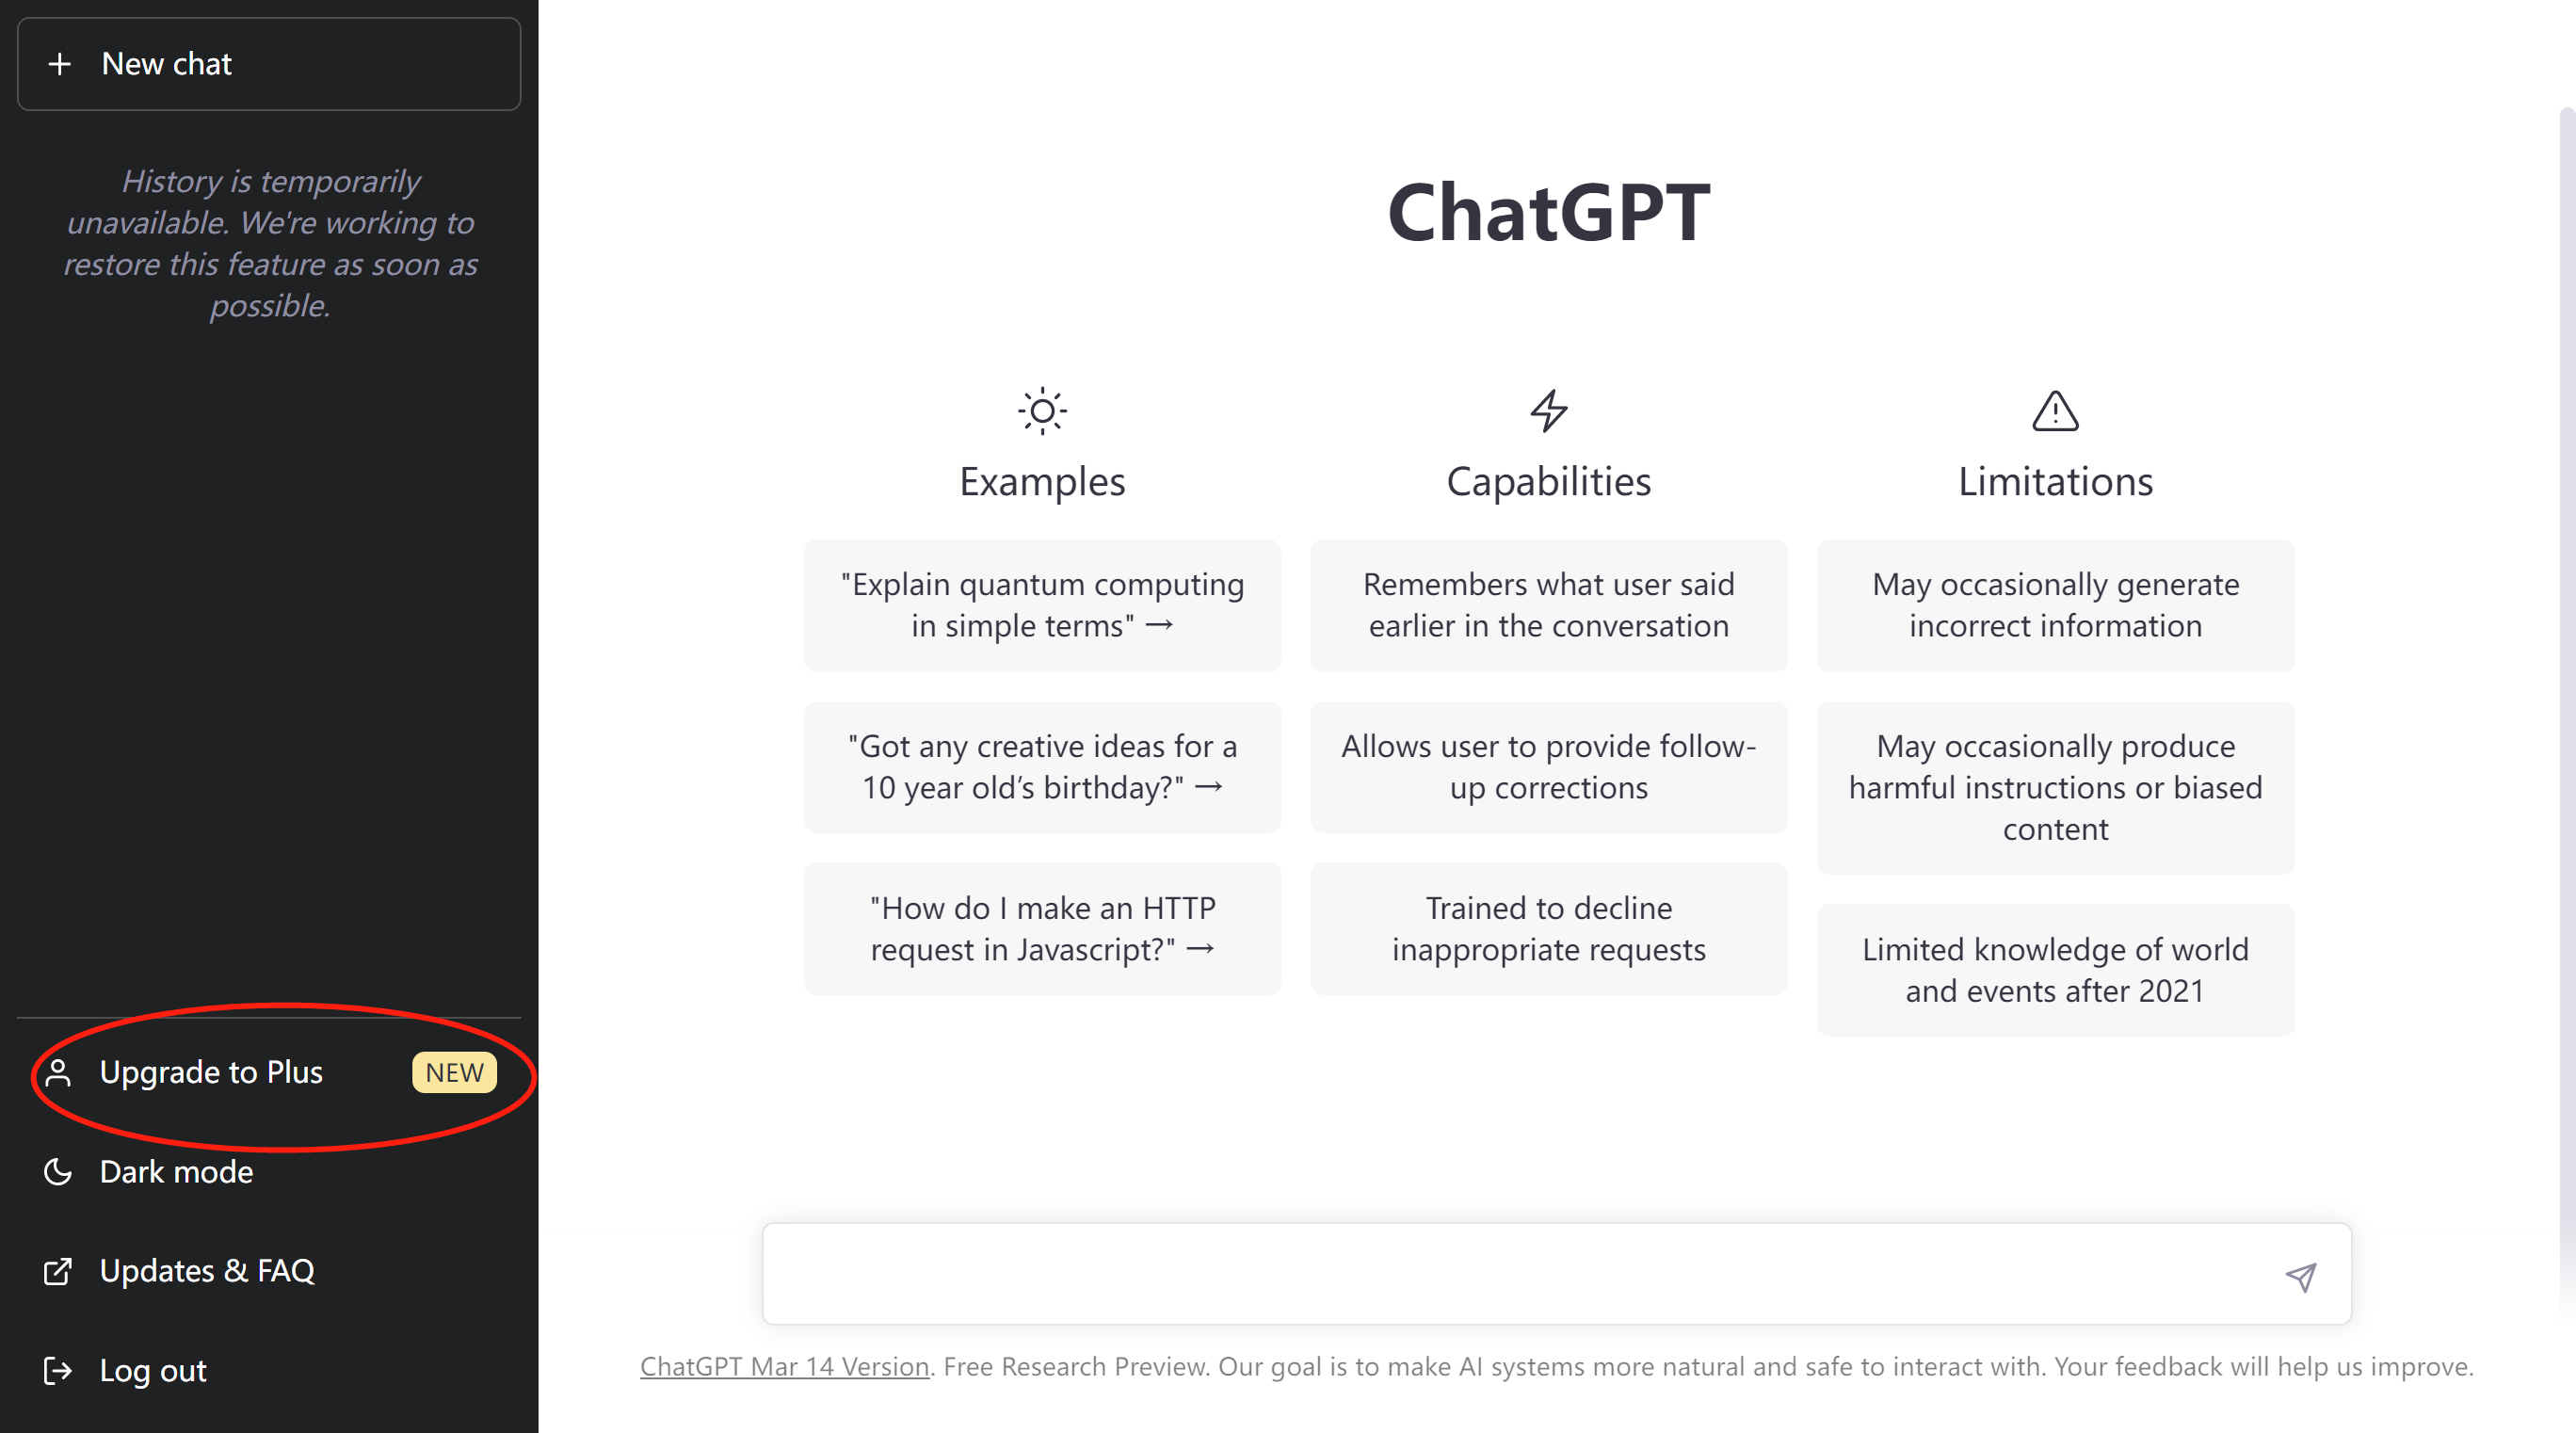 New chat
History is temporarily
unavailable. We're working to
restore this feature as soon as
possible.
Upgrade to Plus NEW
Dark mode
Updates & FAQ
Log out
ChatGPT
Examples
"Explain quantum computing
in simple terms" →
"Got any creative ideas for a
10 year old’s birthday?" →
"How do I make an HTTP
request in Javascript?" →
Capabilities
Remembers what user said
earlier in the conversation
Allows user to provide follow-
up corrections
Trained to decline
inappropriate requests
Limitations
May occasionally generate
incorrect information
May occasionally produce
harmful instructions or biased
content
Limited knowledge of world
and events after 2021
ChatGPT Mar 14 Version. Free Research Preview. Our goal is to make AI systems more natural and safe to interact with. Your feedback will help us improve.